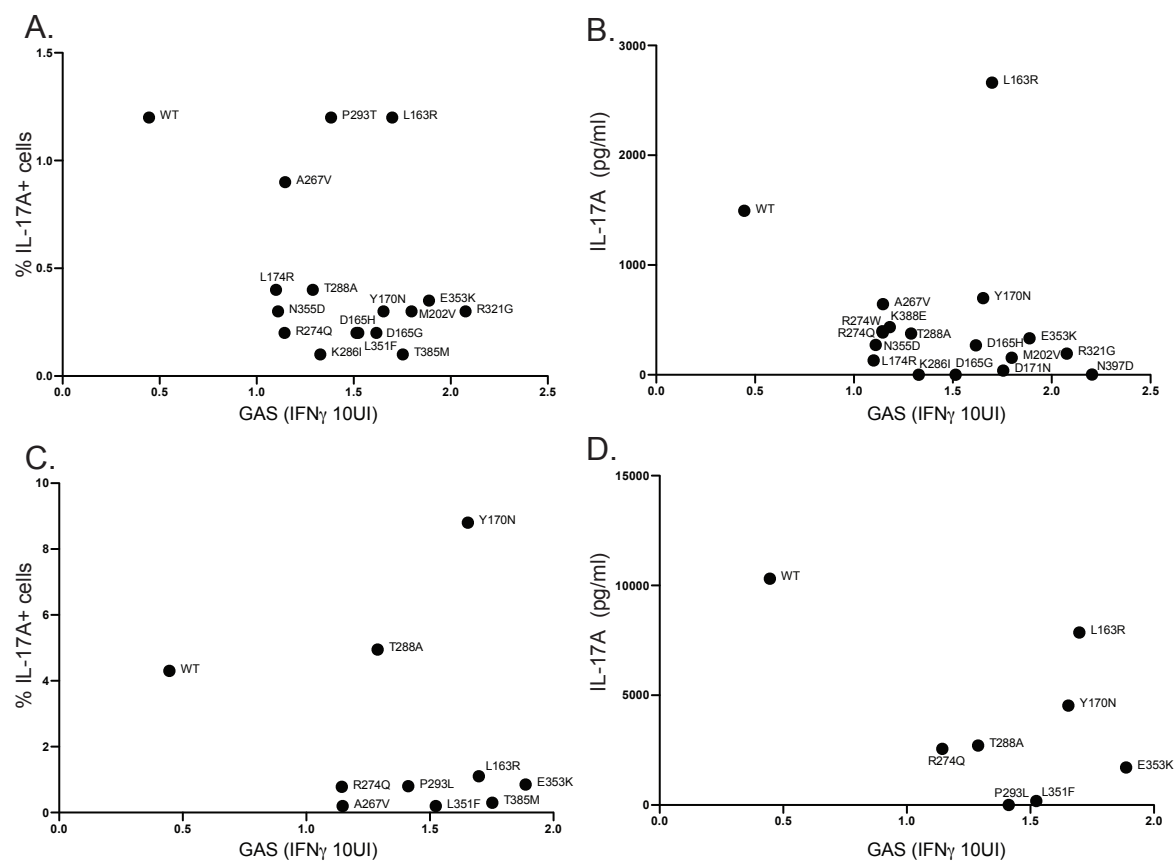 A.
1.5
1.0
0.5
0.0
% IL-17A+ cells
WT
P293T
L163R
A267V
L174R
T288A
N355D
Y170N
E353K
M202V
R321G
R274Q
D165H
D165G
K286I
L351F
T385M
0.0 0.5 1.0 1.5 2.0 2.5
GAS (IFNγ 10UI)
B.
3000
2000
1000
0
IL-17A (pg/ml)
L163R
WT
Y170N
A267V
K388E
R274W
R274Q
T288A
N355D
D165H
E353K
L174R
M202V
R321G
K286I
D165G
D171N
N397D
0.0 0.5 1.0 1.5 2.0 2.5
GAS (IFNγ 10UI)
C.
10
8
6
4
2
0
% IL-17A+ cells
Y170N
T288A
WT
L163R
R274Q
P293L
E353K
A267V
L351F
T385M
0.0 0.5 1.0 1.5 2.0
GAS (IFNγ 10UI)
D.
15000
10000
5000
0
IL-17A (pg/ml)
WT
L163R
Y170N
T288A
R274Q
E353K
P293L
L351F
0.0 0.5 1.0 1.5 2.0
GAS (IFNγ 10UI)